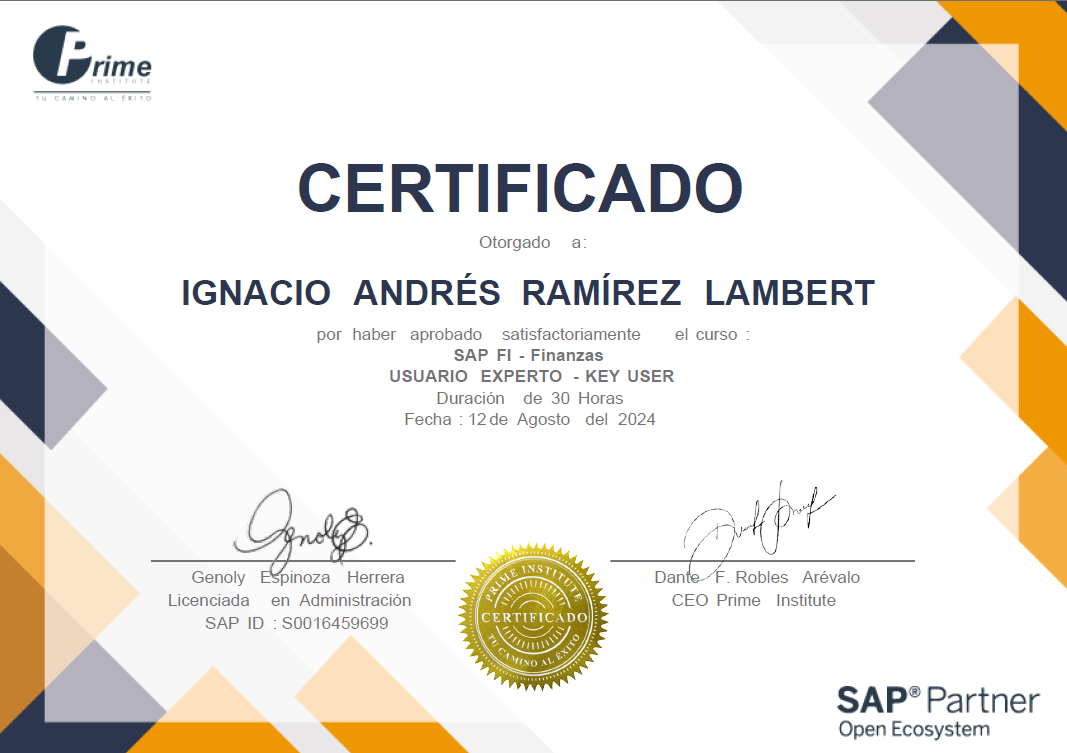 Prime
INSTITUTE
TU CAMINO AL ÉXITO
CERTIFICADO
Otorgado a:
IGNACIO ANDRÉS RAMÍREZ LAMBERT
por haber aprobado satisfactoriamente el curso :
SAP FI - Finanzas
USUARIO EXPERTO - KEY USER
Duración de 30 Horas
Fecha : 12 de Agosto del 2024
Genoly Espinoza Herrera
Licenciada en Administración
SAP ID : S0016459699
PRIME INSTITUTE
CERTIFICADO
TU CAMINO AL ÉXITO
Dante F. Robles Arévalo
CEO Prime Institute
SAP® Partner
Open Ecosystem